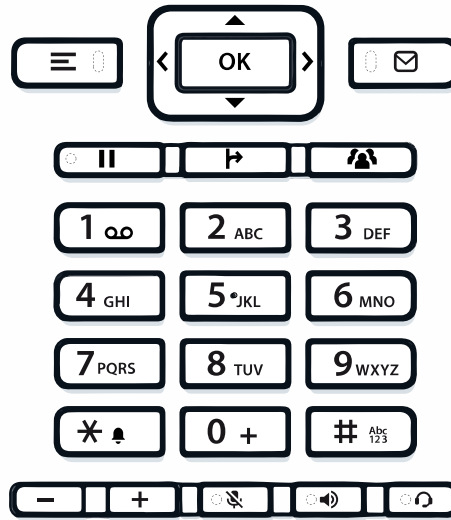 OK
1 2 ABC 3 DEF
4 GHI 5 JKL 6 MNO
7 PQRS 8 TUV 9 WXYZ
* 0 + # Abc
123
− +